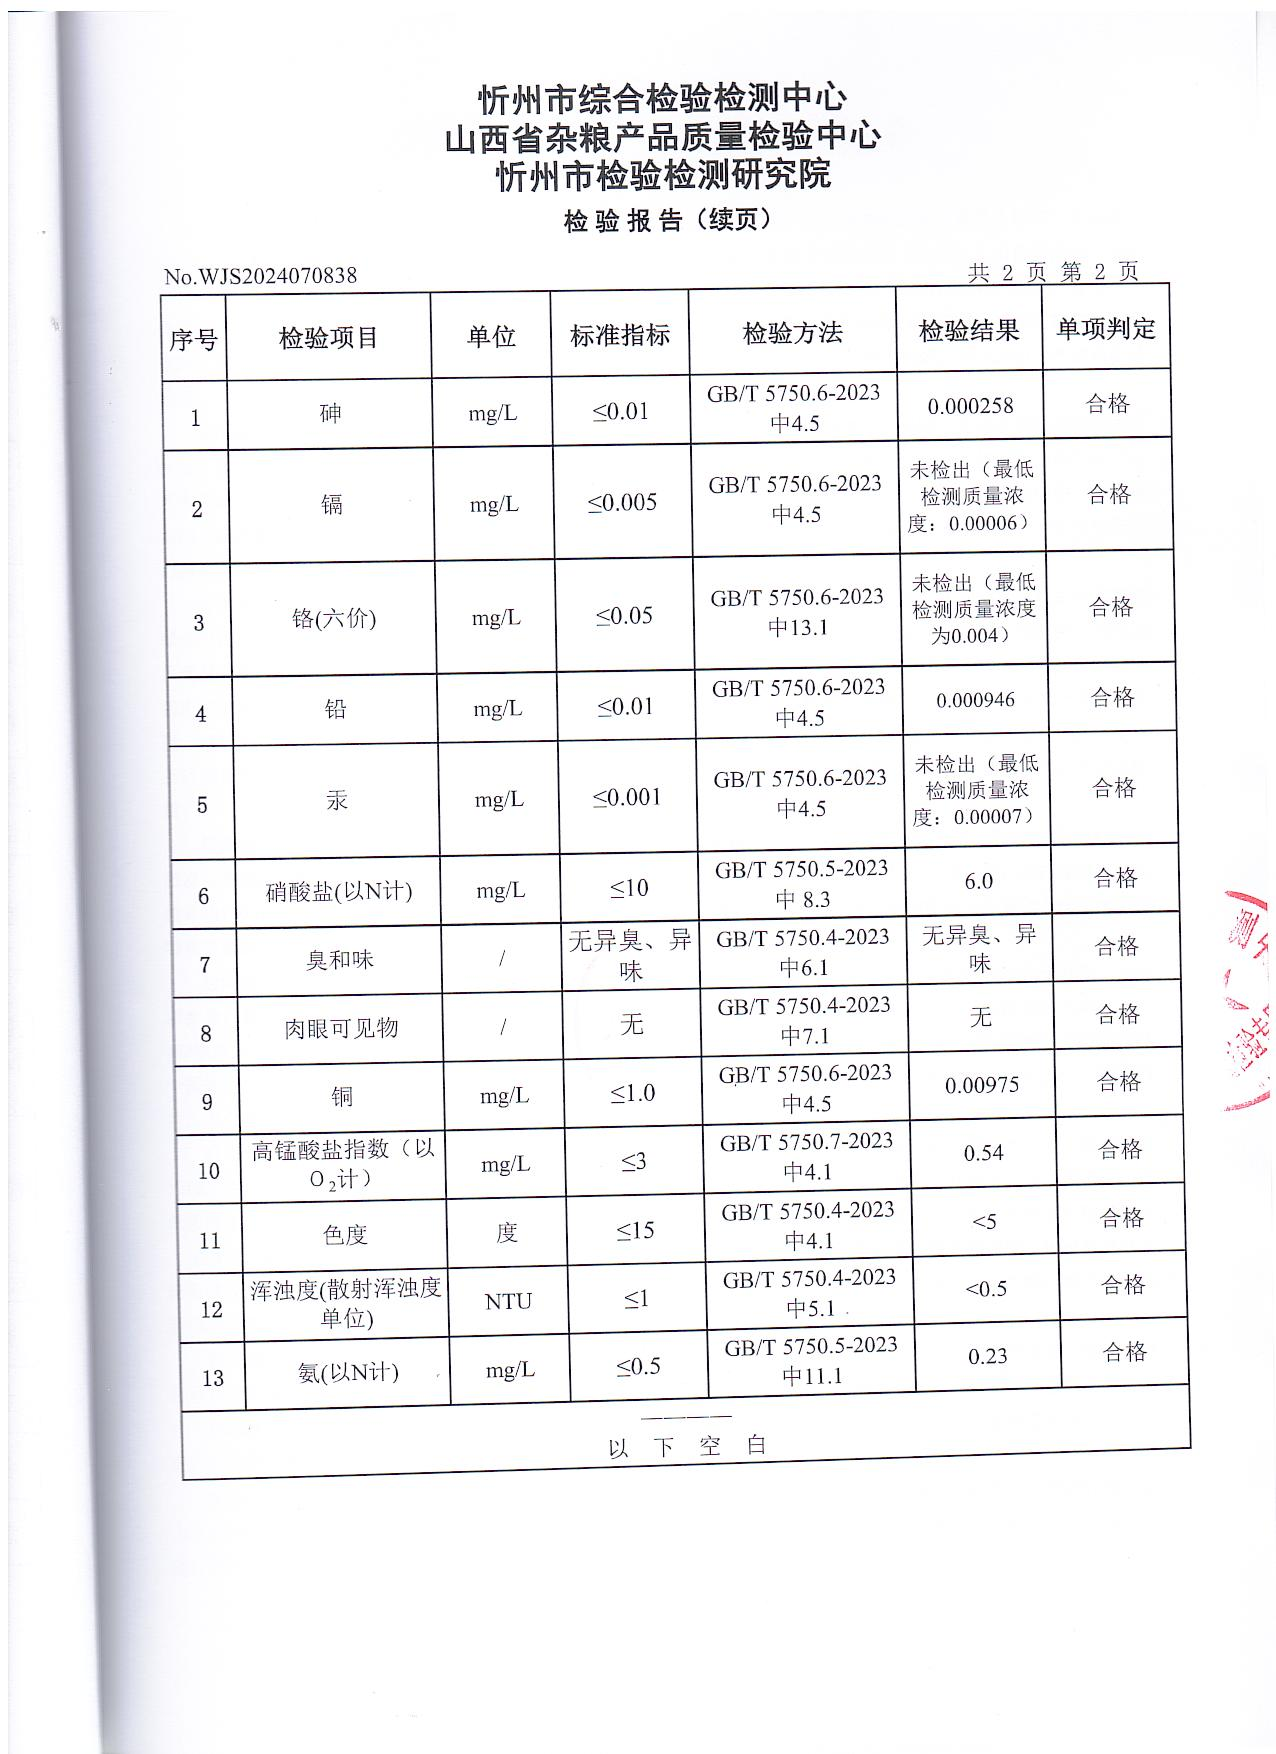 忻州市综合检验检测中心
山西省杂粮产品质量检验中心
忻州市检验检测研究院
检验报告（续页）
No.WJS2024070838 共 2 页 第 2 页
序号 检验项目 单位 标准指标 检验方法 检验结果 单项判定
1 砷 mg/L ≤0.01 GB/T 5750.6-2023 中4.5 0.000258 合格
2 镉 mg/L ≤0.005 GB/T 5750.6-2023 中4.5 未检出（最低检测质量浓度：0.00006） 合格
3 铬(六价) mg/L ≤0.05 GB/T 5750.6-2023 中13.1 未检出（最低检测质量浓度为0.004） 合格
4 铅 mg/L ≤0.01 GB/T 5750.6-2023 中4.5 0.000946 合格
5 汞 mg/L ≤0.001 GB/T 5750.6-2023 中4.5 未检出（最低检测质量浓度：0.00007） 合格
6 硝酸盐(以N计) mg/L ≤10 GB/T 5750.5-2023 中 8.3 6.0 合格
7 臭和味 / 无异臭、异味 GB/T 5750.4-2023 中6.1 无异臭、异味 合格
8 肉眼可见物 / 无 GB/T 5750.4-2023 中7.1 无 合格
9 铜 mg/L ≤1.0 GB/T 5750.6-2023 中4.5 0.00975 合格
10 高锰酸盐指数（以O₂计） mg/L ≤3 GB/T 5750.7-2023 中4.1 0.54 合格
11 色度 度 ≤15 GB/T 5750.4-2023 中4.1 <5 合格
12 浑浊度(散射浑浊度单位) NTU ≤1 GB/T 5750.4-2023 中5.1 <0.5 合格
13 氨(以N计) mg/L ≤0.5 GB/T 5750.5-2023 中11.1 0.23 合格
以 下 空 白
测